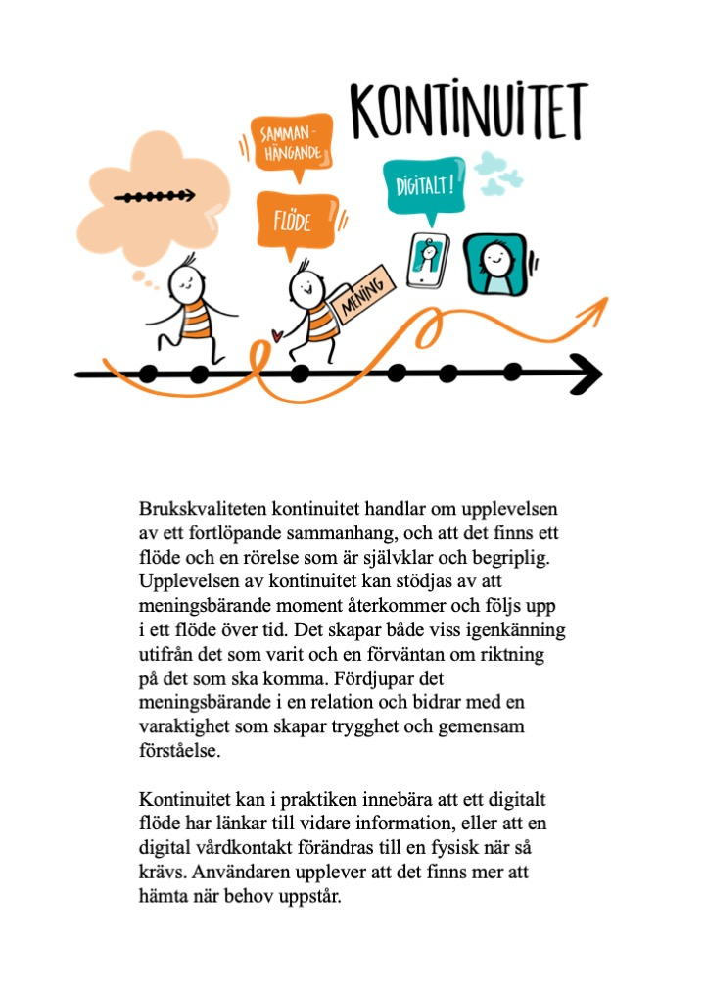 KONTINUITET
SAMMAN-
HÄNGANDE
FLÖDE
DIGITALT!
MENING
Brukskvaliteten kontinuitet handlar om upplevelsen
av ett fortlöpande sammanhang, och att det finns ett
flöde och en rörelse som är självklar och begriplig.
Upplevelsen av kontinuitet kan stödjas av att
meningsbärande moment återkommer och följs upp
i ett flöde över tid. Det skapar både viss igenkänning
utifrån det som varit och en förväntan om riktning
på det som ska komma. Fördjupar det
meningsbärande i en relation och bidrar med en
varaktighet som skapar trygghet och gemensam
förståelse.
Kontinuitet kan i praktiken innebära att ett digitalt
flöde har länkar till vidare information, eller att en
digital vårdkontakt förändras till en fysisk när så
krävs. Användaren upplever att det finns mer att
hämta när behov uppstår.